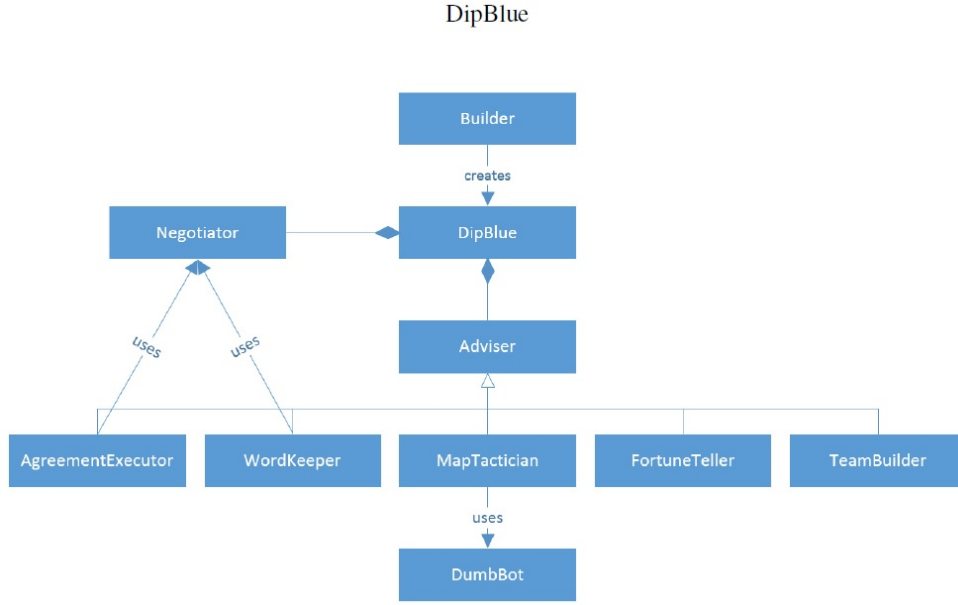 DipBlue
Builder
creates
Negotiator
DipBlue
uses
uses
Adviser
AgreementExecutor
WordKeeper
MapTactician
FortuneTeller
TeamBuilder
uses
DumbBot